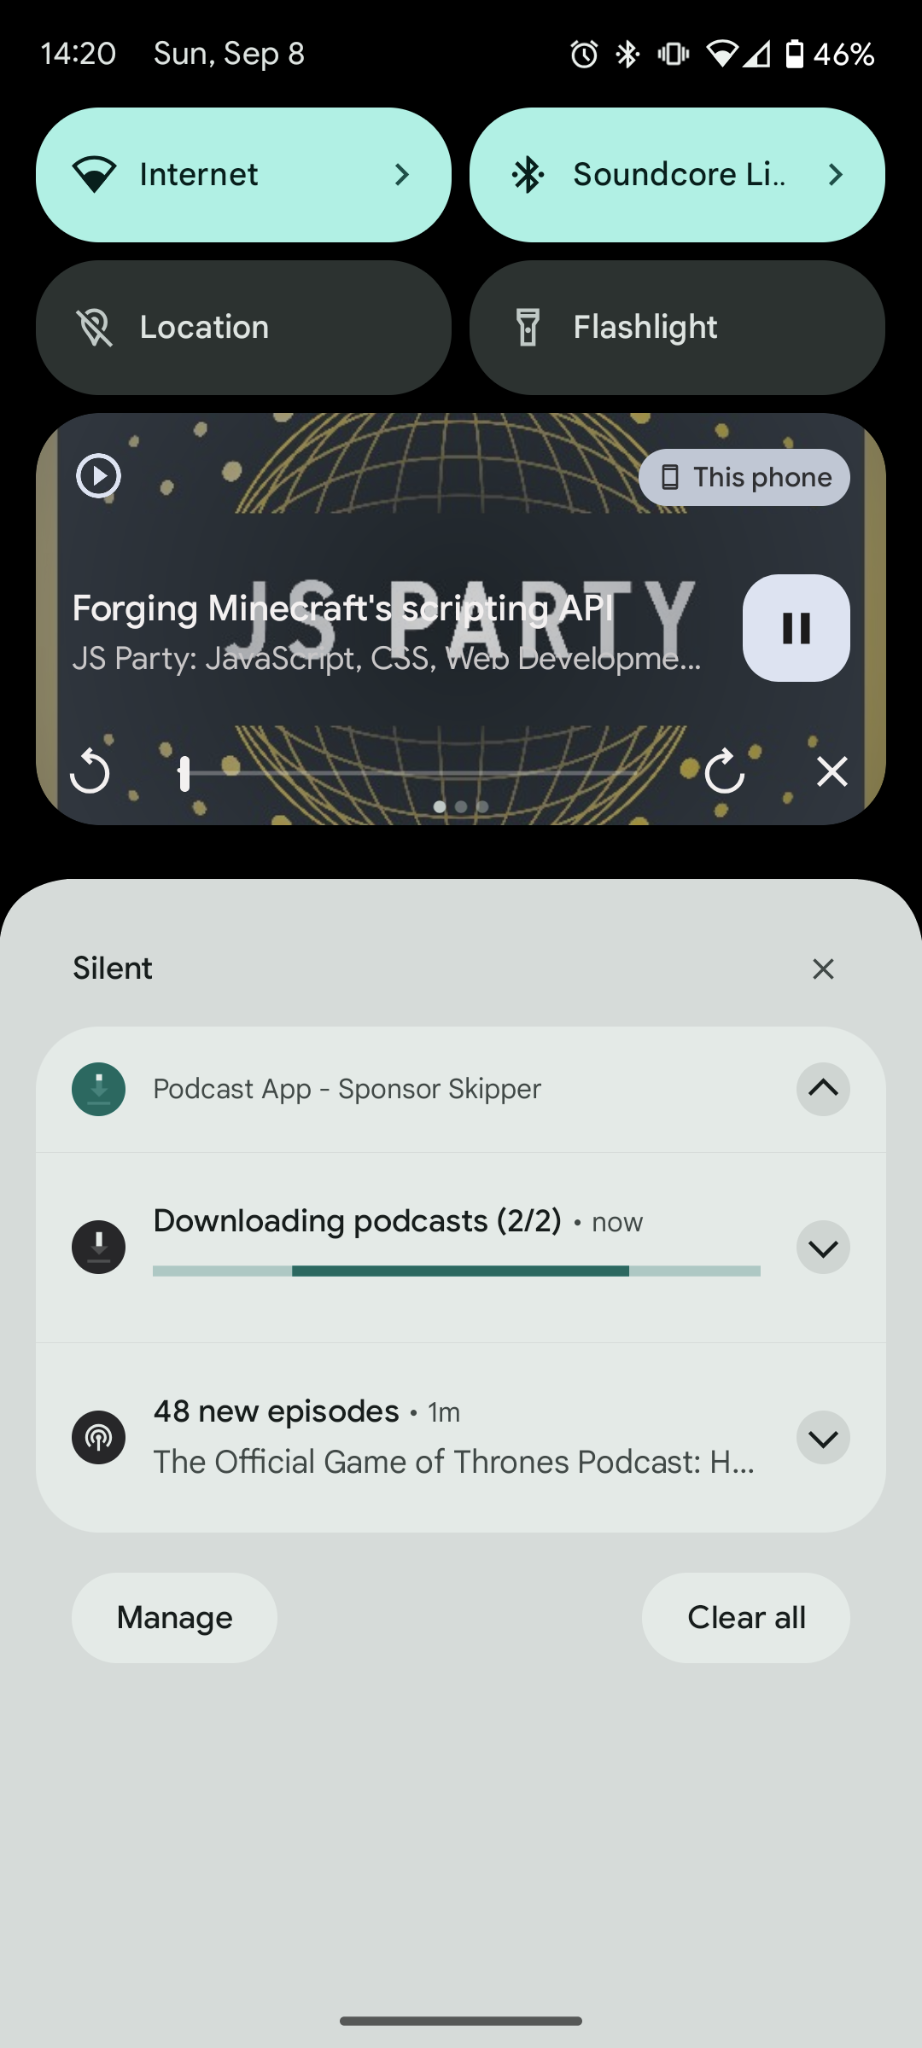 14:20 Sun, Sep 8 46%
Internet
Soundcore Li..
Location
Flashlight
This phone
JS PARTY
Forging Minecraft's scripting API
JS Party: JavaScript, CSS, Web Developme...
Silent
Podcast App - Sponsor Skipper
Downloading podcasts (2/2) • now
48 new episodes • 1m
The Official Game of Thrones Podcast: H...
Manage
Clear all